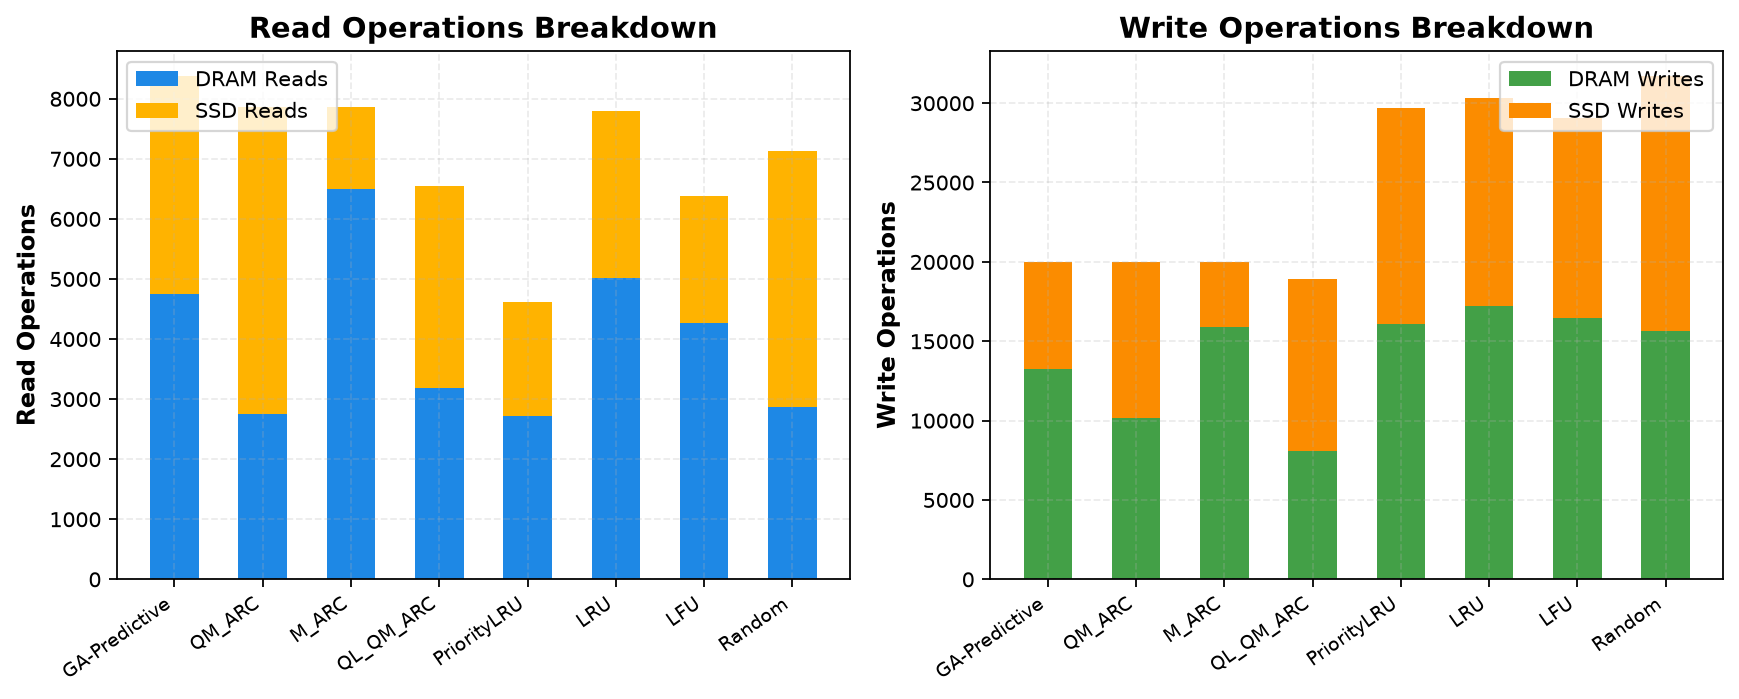 Read Operations Breakdown
Read Operations
8000
7000
6000
5000
4000
3000
2000
1000
0
DRAM Reads
SSD Reads
GA-Predictive
QM_ARC
M_ARC
QL_QM_ARC
PriorityLRU
LRU
LFU
Random
Write Operations Breakdown
Write Operations
30000
25000
20000
15000
10000
5000
0
DRAM Writes
SSD Writes
GA-Predictive
QM_ARC
M_ARC
QL_QM_ARC
PriorityLRU
LRU
LFU
Random